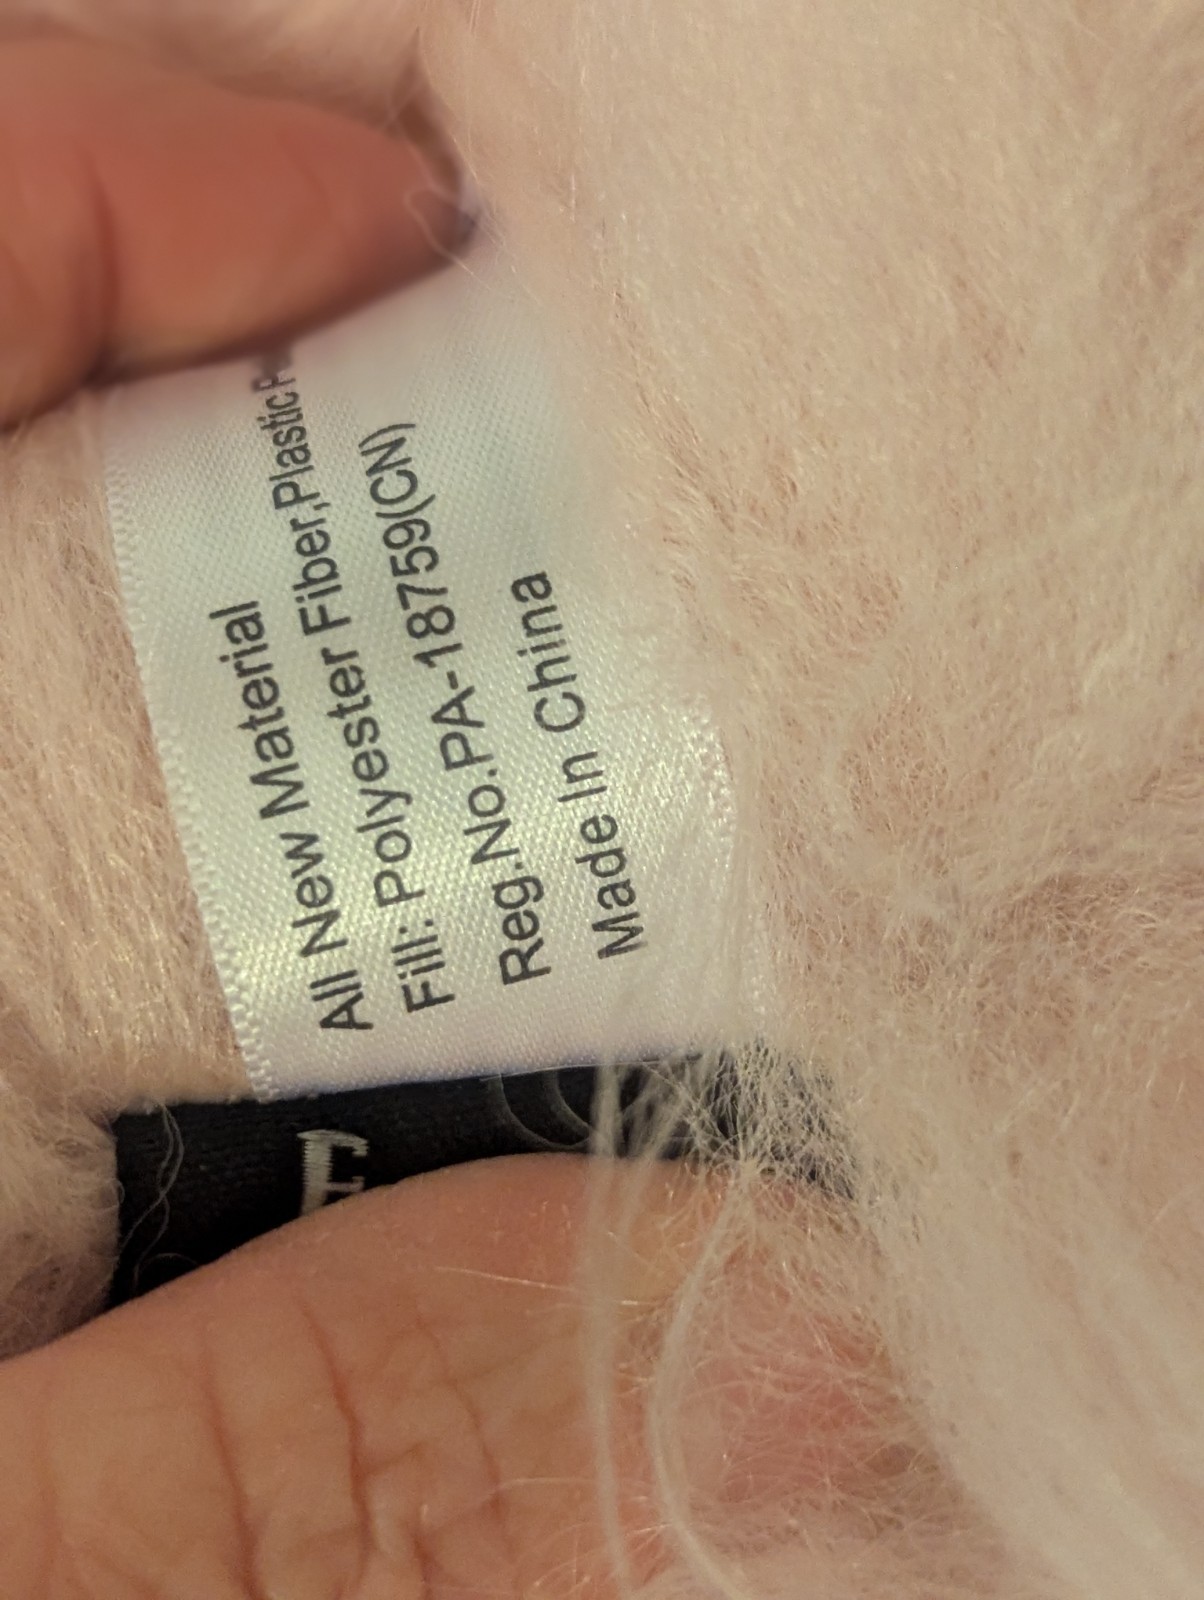 All New Material
Fill: Polyester Fiber,Plastic
Reg.No.PA-18759(CN)
Made In China